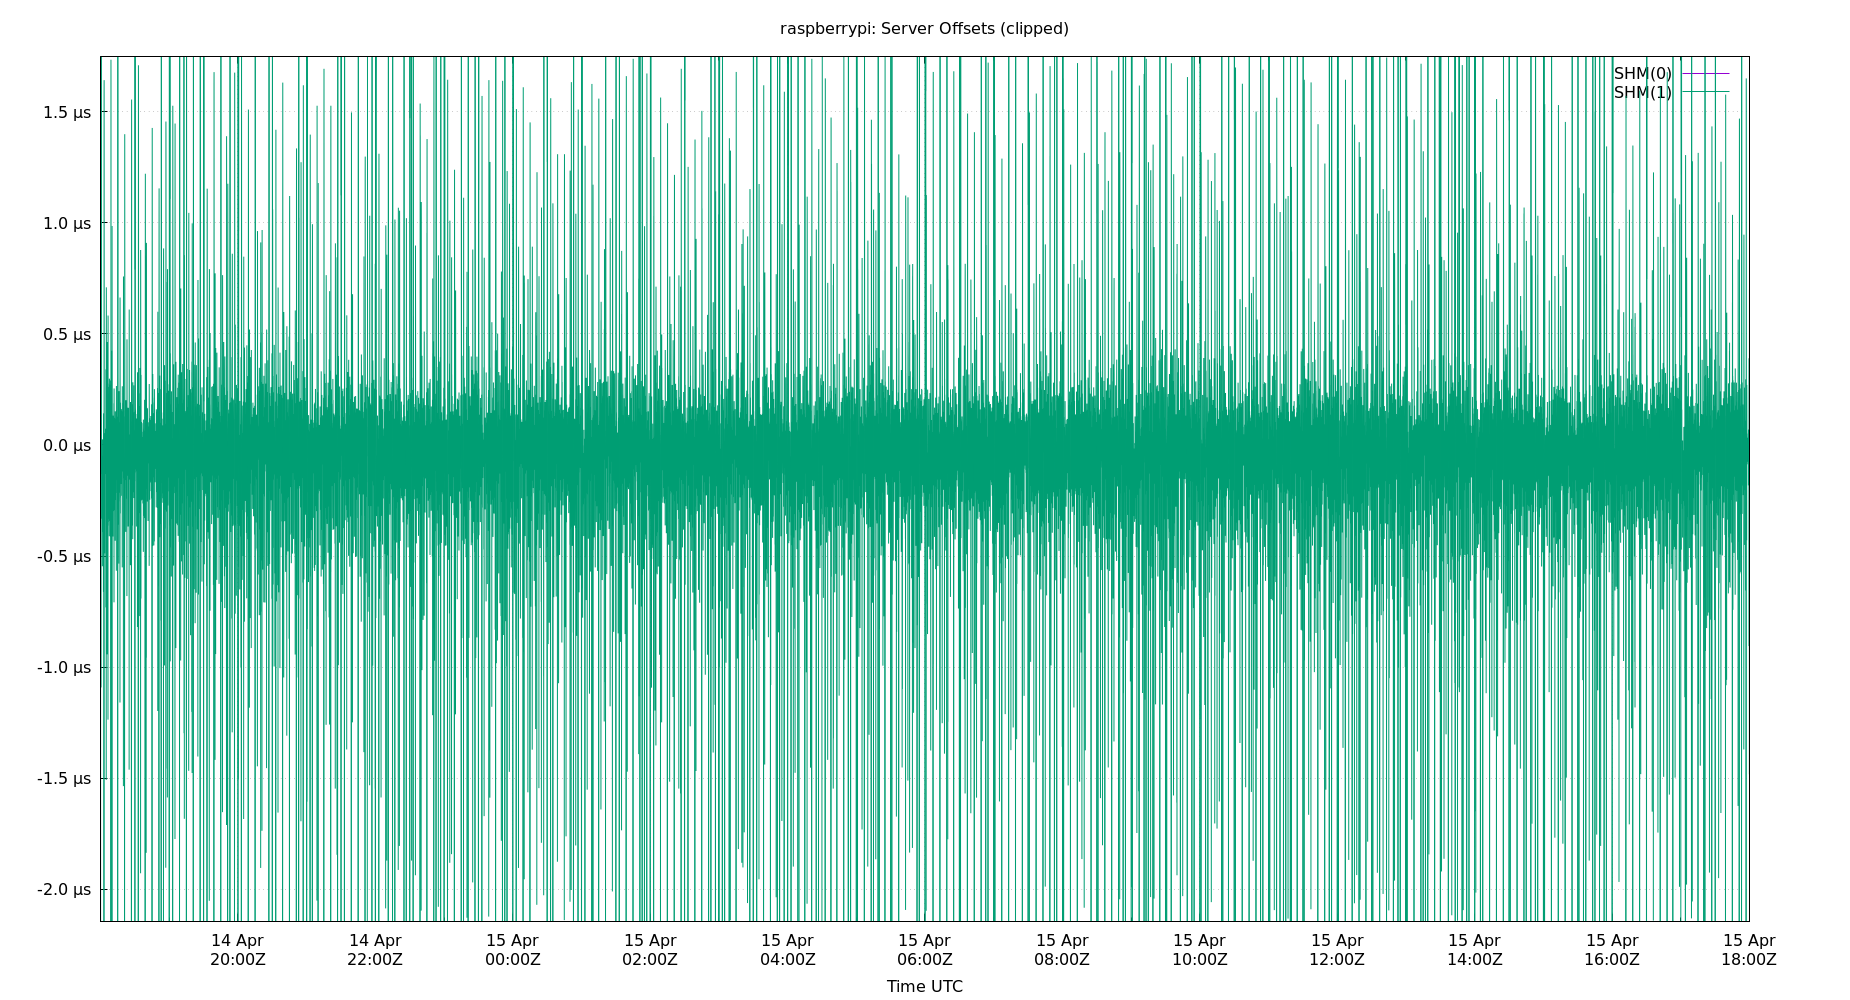 raspberrypi: Server Offsets (clipped)
SHM(0)
SHM(1)
1.5 µs
1.0 µs
0.5 µs
0.0 µs
-0.5 µs
-1.0 µs
-1.5 µs
-2.0 µs
14 Apr 14 Apr 15 Apr 15 Apr 15 Apr 15 Apr 15 Apr 15 Apr 15 Apr 15 Apr 15 Apr 15 Apr
20:00Z 22:00Z 00:00Z 02:00Z 04:00Z 06:00Z 08:00Z 10:00Z 12:00Z 14:00Z 16:00Z 18:00Z
Time UTC